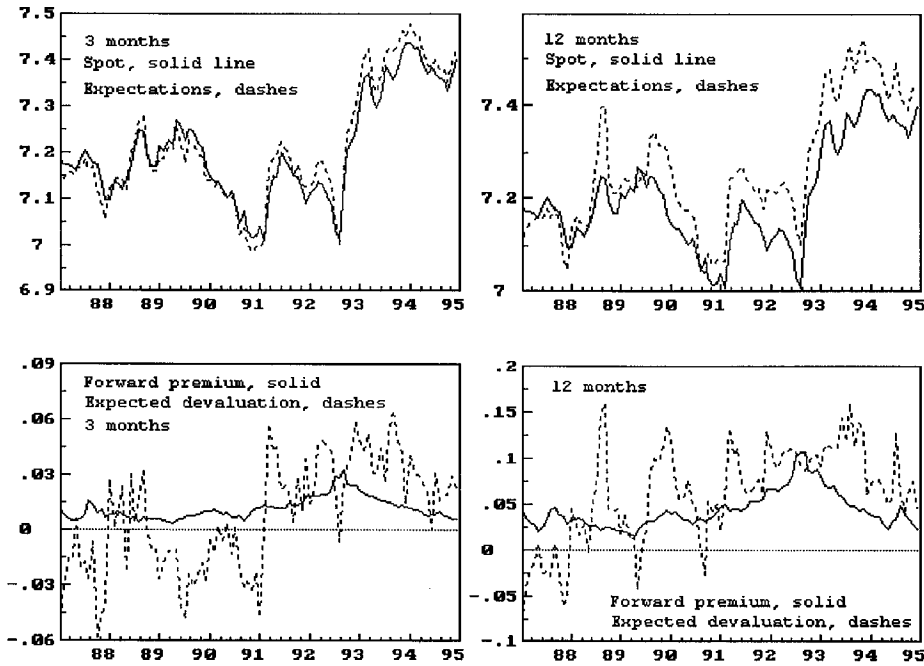 7.5
7.4
7.3
7.2
7.1
7
6.9
3 months
Spot, solid line
Expectations, dashes
88 89 90 91 92 93 94 95
7.4
7.2
7
12 months
Spot, solid line
Expectations, dashes
88 89 90 91 92 93 94 95
.09
.06
.03
0
-.03
-.06
Forward premium, solid
Expected devaluation, dashes
3 months
88 89 90 91 92 93 94 95
.2
.15
.1
.05
0
-.05
-.1
12 months
Forward premium, solid
Expected devaluation, dashes
88 89 90 91 92 93 94 95